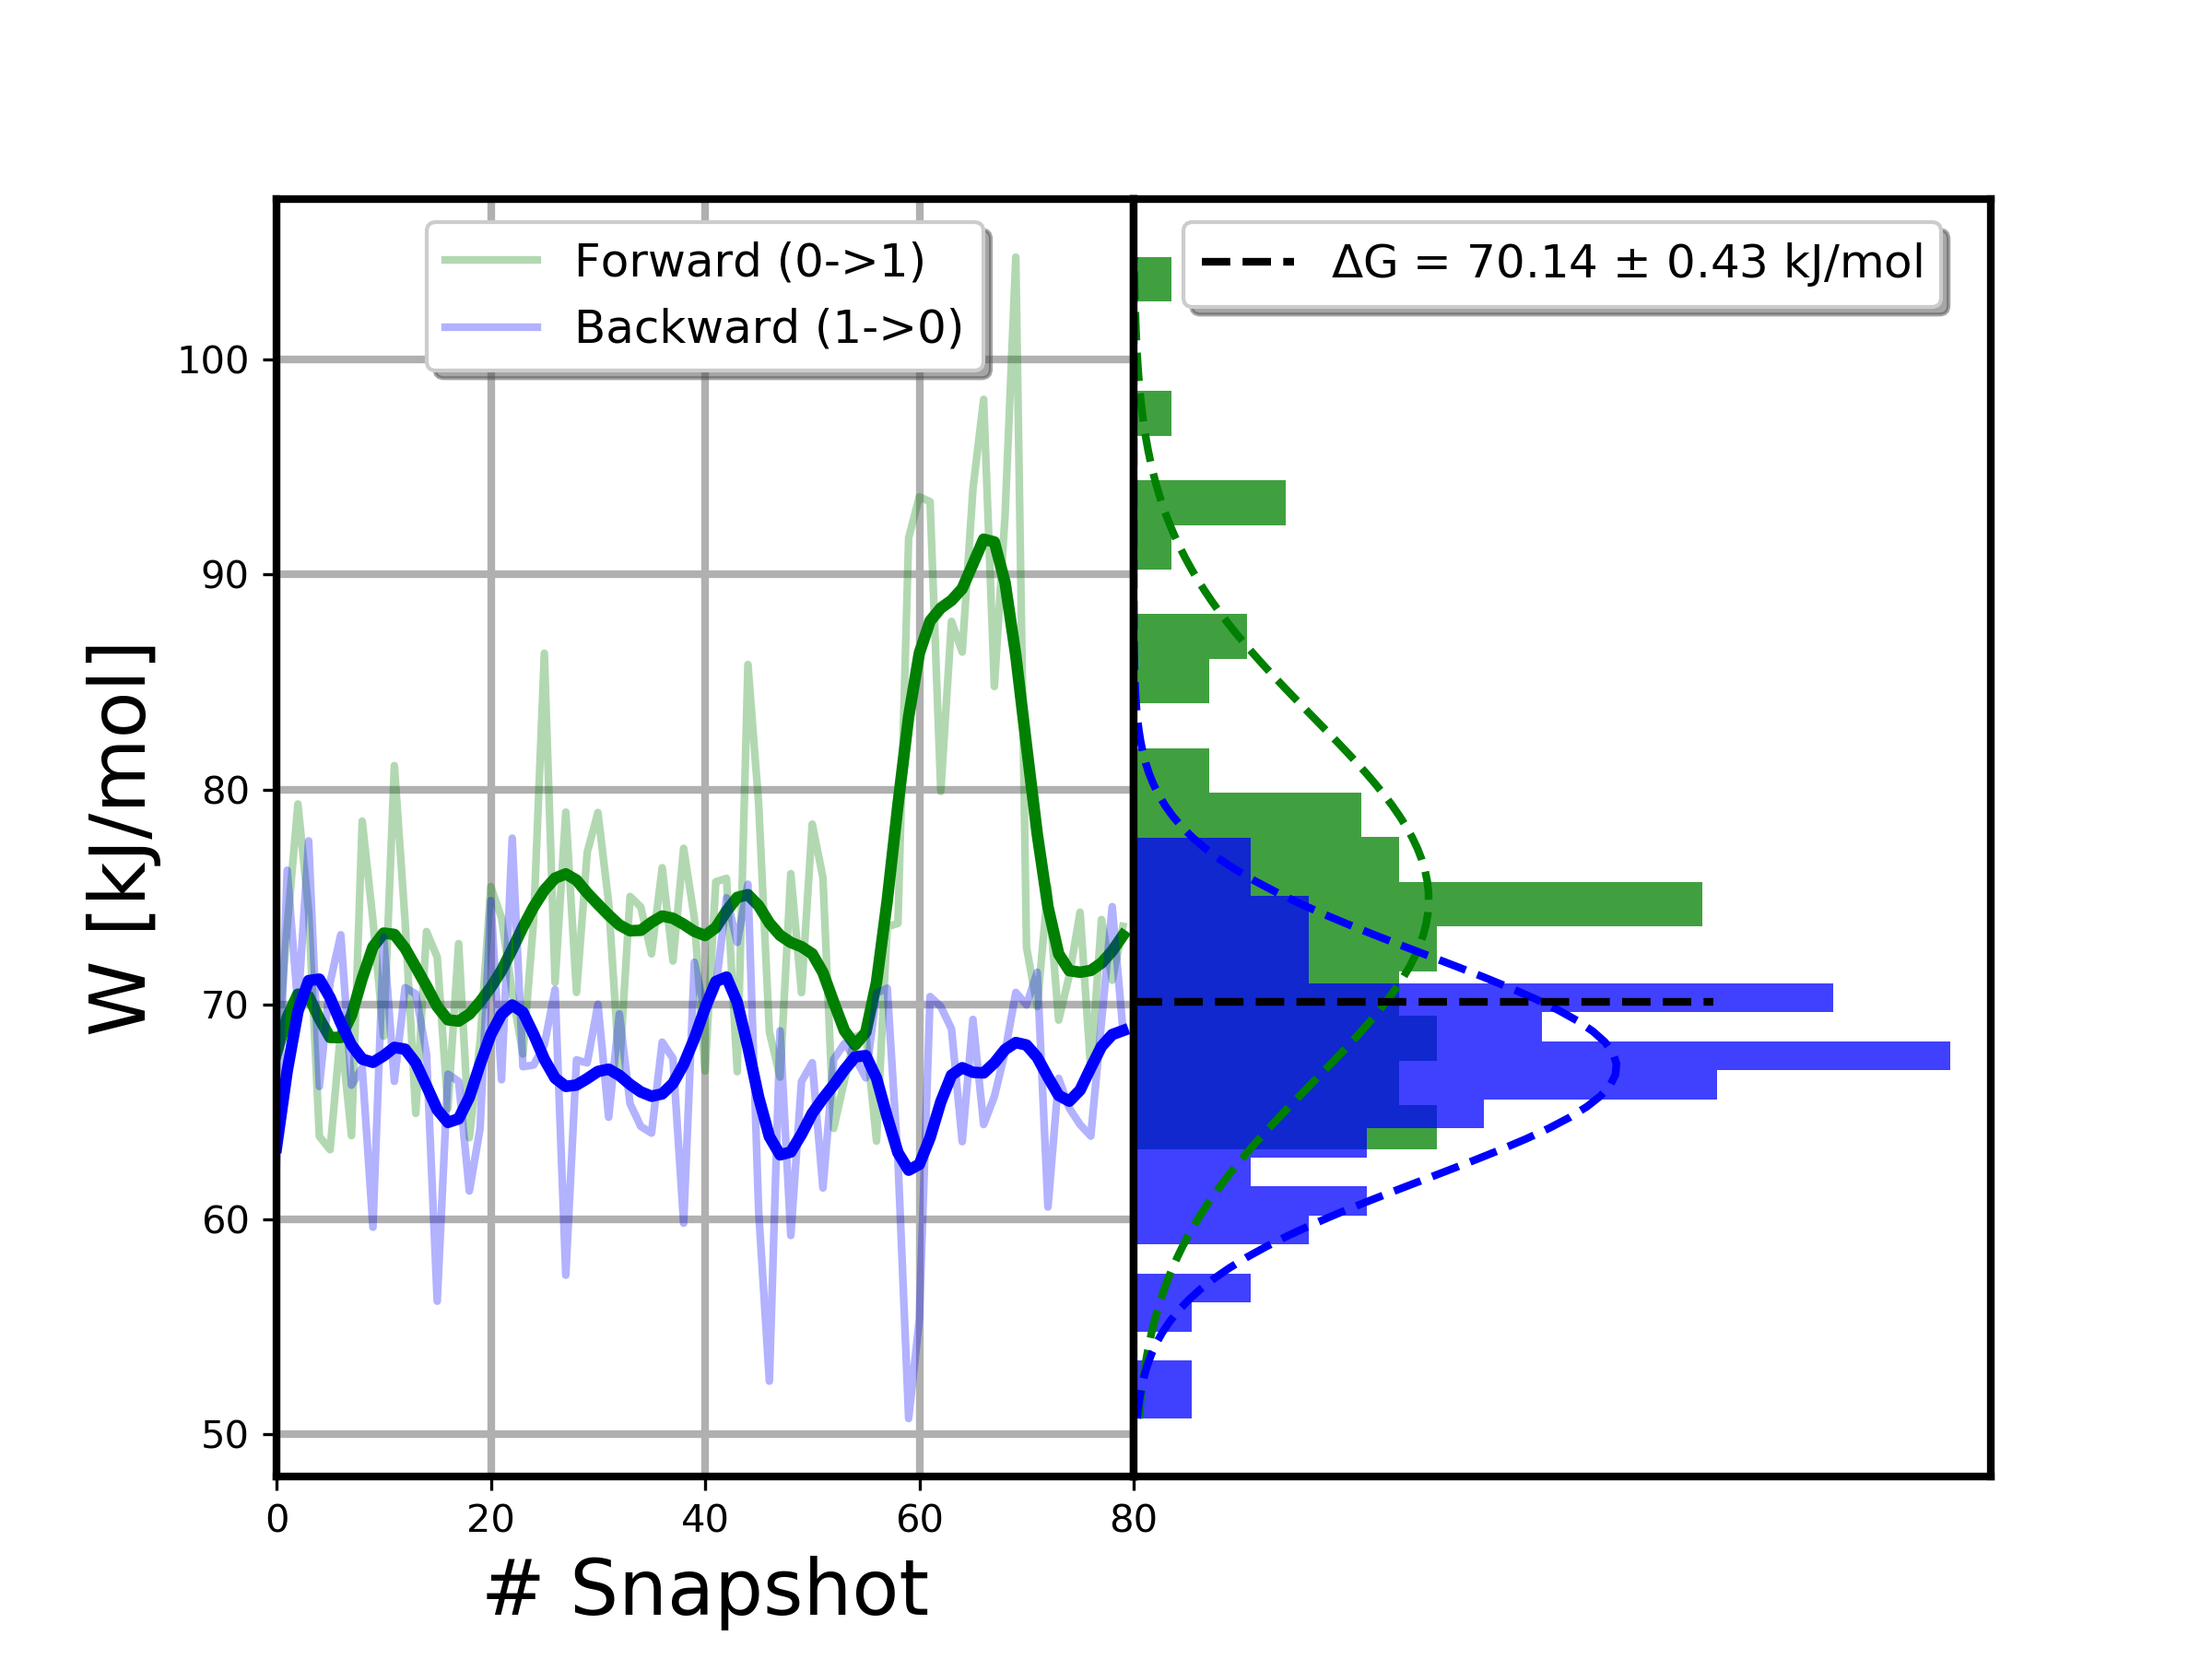 Forward (0->1)
Backward (1->0)
ΔG = 70.14 ± 0.43 kJ/mol
W [kJ/mol]
100
90
80
70
60
50
0 20 40 60 80
# Snapshot